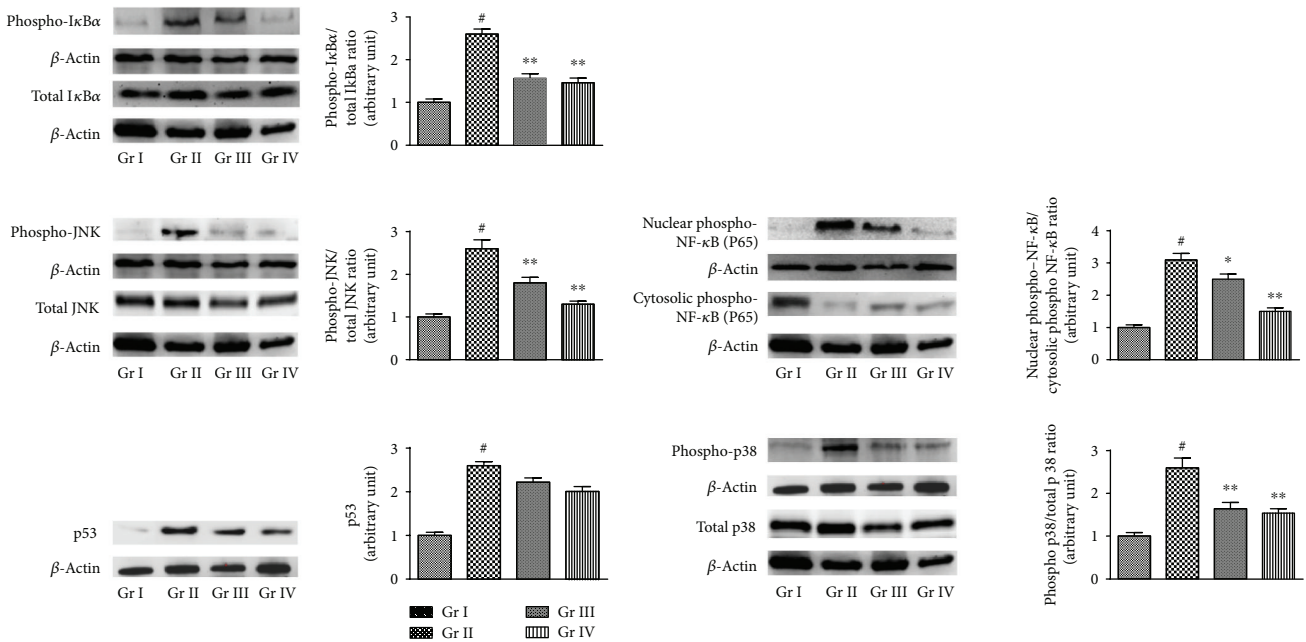 Phospho-IκBα
β-Actin
Total IκBα
β-Actin
Gr I Gr II Gr III Gr IV
Phospho-IκBα/
total IkBa ratio
(arbitrary unit)
3
2
1
0
#
**
**
Phospho-JNK
β-Actin
Total JNK
β-Actin
Gr I Gr II Gr III Gr IV
Phospho-JNK/
total JNK ratio
(arbitrary unit)
3
2
1
0
#
**
**
Nuclear phospho-
NF-κB (P65)
β-Actin
Cytosolic phospho-
NF-κB (P65)
β-Actin
Gr I Gr II Gr III Gr IV
Nuclear phospho–NF-κB/
cytosolic phospho NF-κB ratio
(arbitrary unit)
4
3
2
1
0
#
*
**
p53
β-Actin
Gr I Gr II Gr III Gr IV
p53
(arbitrary unit)
3
2
1
0
#
Gr I
Gr II
Gr III
Gr IV
Phospho-p38
β-Actin
Total p38
β-Actin
Gr I Gr II Gr III Gr IV
Phospho p38/total p 38 ratio
(arbitrary unit)
3
2
1
0
#
**
**